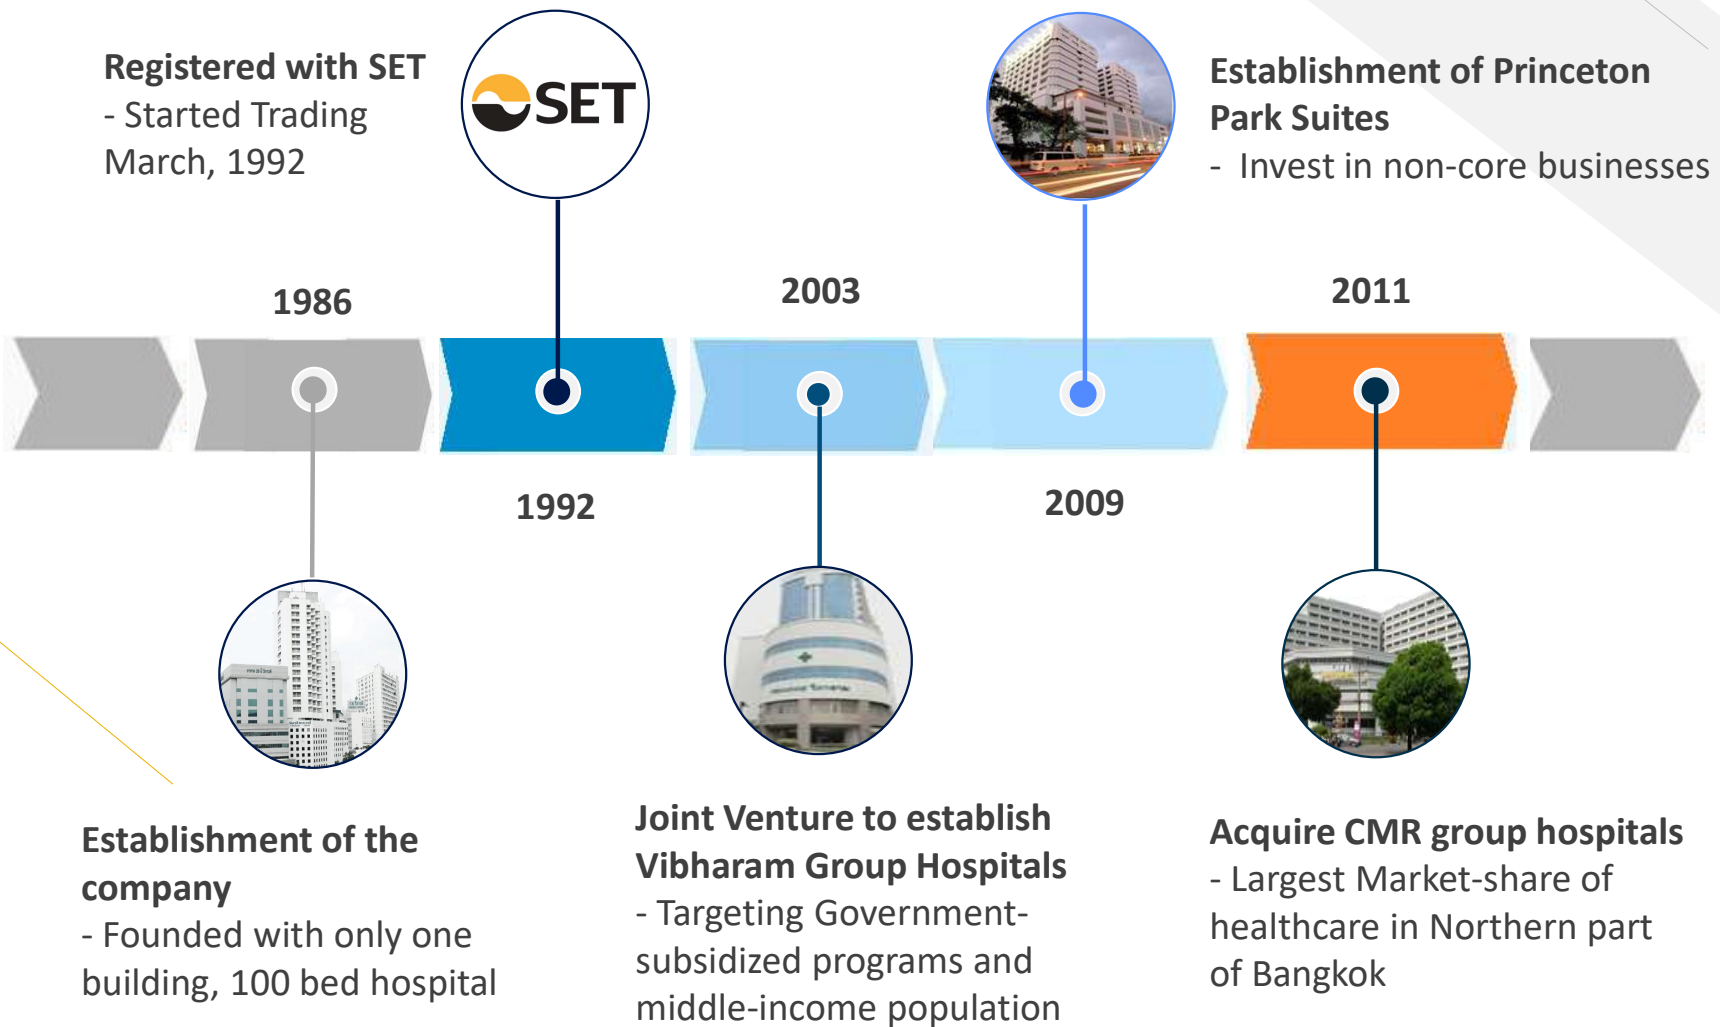 Registered with SET
- Started Trading
March, 1992
SET
Establishment of Princeton
Park Suites
- Invest in non-core businesses
1986
2003
2011
1992
2009
Establishment of the
company
- Founded with only one
building, 100 bed hospital
Joint Venture to establish
Vibharam Group Hospitals
- Targeting Government-
subsidized programs and
middle-income population
Acquire CMR group hospitals
- Largest Market-share of
healthcare in Northern part
of Bangkok